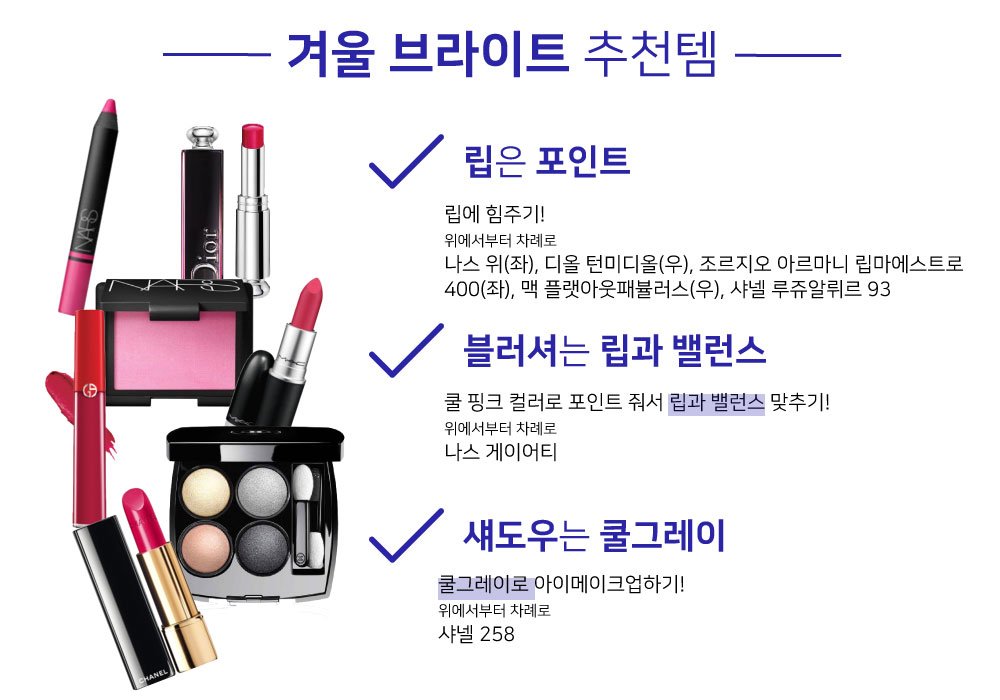 겨울 브라이트 추천템
립은 포인트
립에 힘주기!
위에서부터 차례로
나스 위(좌), 디올 턴미디올(우), 조르지오 아르마니 립마에스트로
400(좌), 맥 플랫아웃패뷸러스(우), 샤넬 루쥬알뤼르 93
블러셔는 립과 밸런스
쿨 핑크 컬러로 포인트 줘서 립과 밸런스 맞추기!
위에서부터 차례로
나스 게이어티
섀도우는 쿨그레이
쿨그레이로 아이메이크업하기!
위에서부터 차례로
샤넬 258
NARS
Dior
NARS
CHANEL